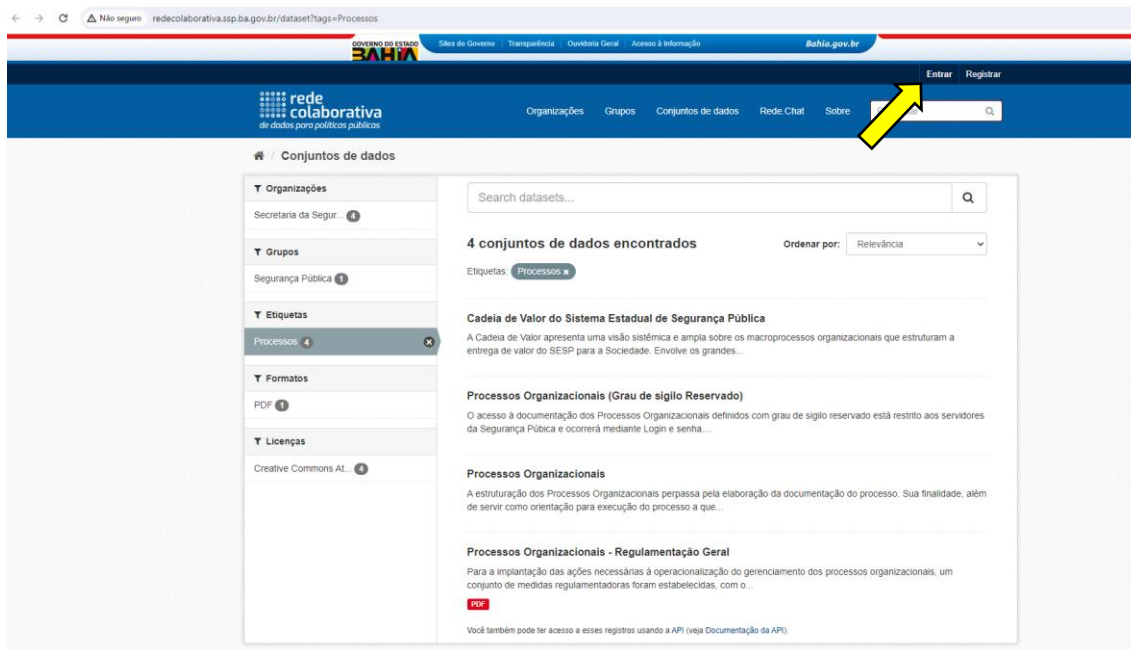 Não seguro redecolaborativa.ssp.ba.gov.br/dataset?tags=Processos
GOVERNO DO ESTADO
BAHIA
Sites do Governo | Transparência | Ouvidoria Geral | Acesso à Informação
Bahia.gov.br
Entrar Registrar
rede
colaborativa
de dados para políticas públicas
Organizações Grupos Conjuntos de dados Rede.Chat Sobre
/ Conjuntos de dados
Organizações
Secretaria da Segur... 4
Grupos
Segurança Pública 1
Etiquetas
Processos 4
Formatos
PDF 1
Licenças
Creative Commons At... 4
Search datasets...
4 conjuntos de dados encontrados
Ordenar por: Relevância
Etiquetas: Processos ×
Cadeia de Valor do Sistema Estadual de Segurança Pública
A Cadeia de Valor apresenta uma visão sistêmica e ampla sobre os macroprocessos organizacionais que estruturam a
entrega de valor do SESP para a Sociedade. Envolve os grandes...
Processos Organizacionais (Grau de sigilo Reservado)
O acesso à documentação dos Processos Organizacionais definidos com grau de sigilo reservado está restrito aos servidores
da Segurança Púbica e ocorrerá mediante Login e senha....
Processos Organizacionais
A estruturação dos Processos Organizacionais perpassa pela elaboração da documentação do processo. Sua finalidade, além
de servir como orientação para execução do processo a que...
Processos Organizacionais - Regulamentação Geral
Para a implantação das ações necessárias à operacionalização do gerenciamento dos processos organizacionais, um
conjunto de medidas regulamentadoras foram estabelecidas, com o...
PDF
Você também pode ter acesso a esses registros usando a API (veja Documentação da API).